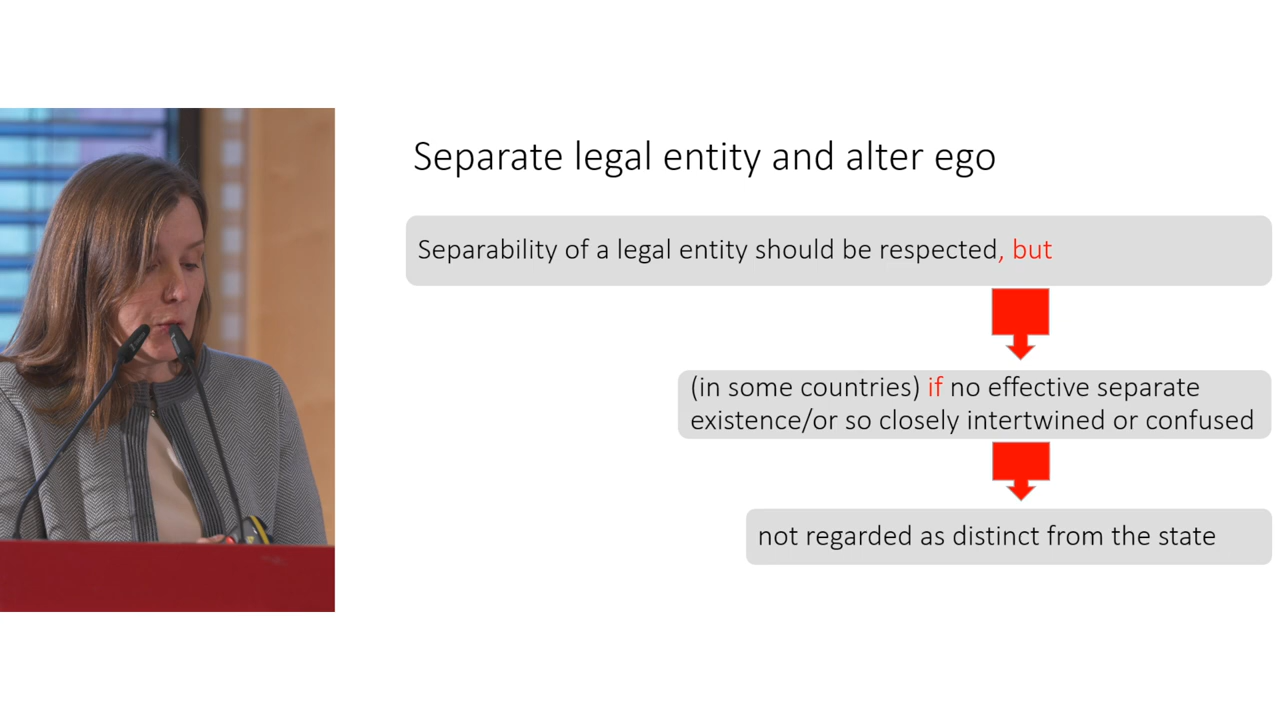 Separate legal entity and alter ego
Separability of a legal entity should be respected, but
(in some countries) if no effective separate
existence/or so closely intertwined or confused
not regarded as distinct from the state